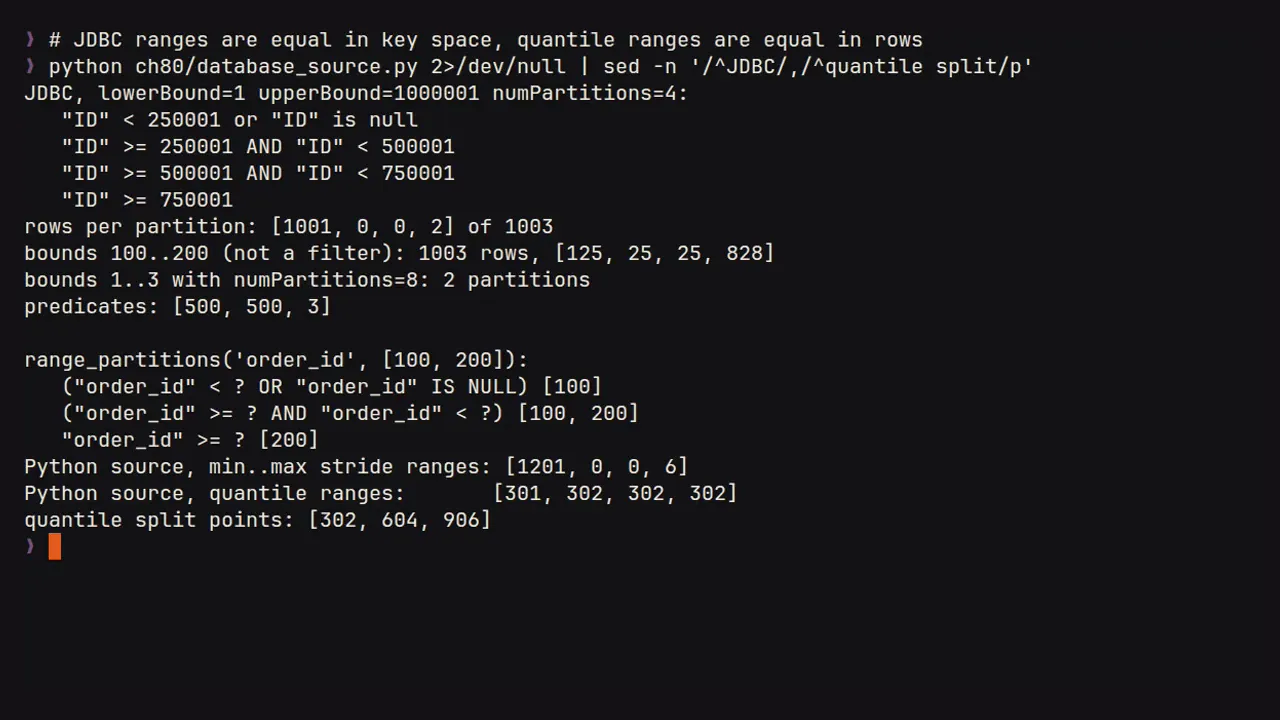 ❯ # JDBC ranges are equal in key space, quantile ranges are equal in rows
❯ python ch80/database_source.py 2>/dev/null | sed -n '/^JDBC/,/^quantile split/p'
JDBC, lowerBound=1 upperBound=1000001 numPartitions=4:
   "ID" < 250001 or "ID" is null
   "ID" >= 250001 AND "ID" < 500001
   "ID" >= 500001 AND "ID" < 750001
   "ID" >= 750001
rows per partition: [1001, 0, 0, 2] of 1003
bounds 100..200 (not a filter): 1003 rows, [125, 25, 25, 828]
bounds 1..3 with numPartitions=8: 2 partitions
predicates: [500, 500, 3]

range_partitions('order_id', [100, 200]):
   ("order_id" < ? OR "order_id" IS NULL) [100]
   ("order_id" >= ? AND "order_id" < ?) [100, 200]
   "order_id" >= ? [200]
Python source, min..max stride ranges: [1201, 0, 0, 6]
Python source, quantile ranges:       [301, 302, 302, 302]
quantile split points: [302, 604, 906]
❯